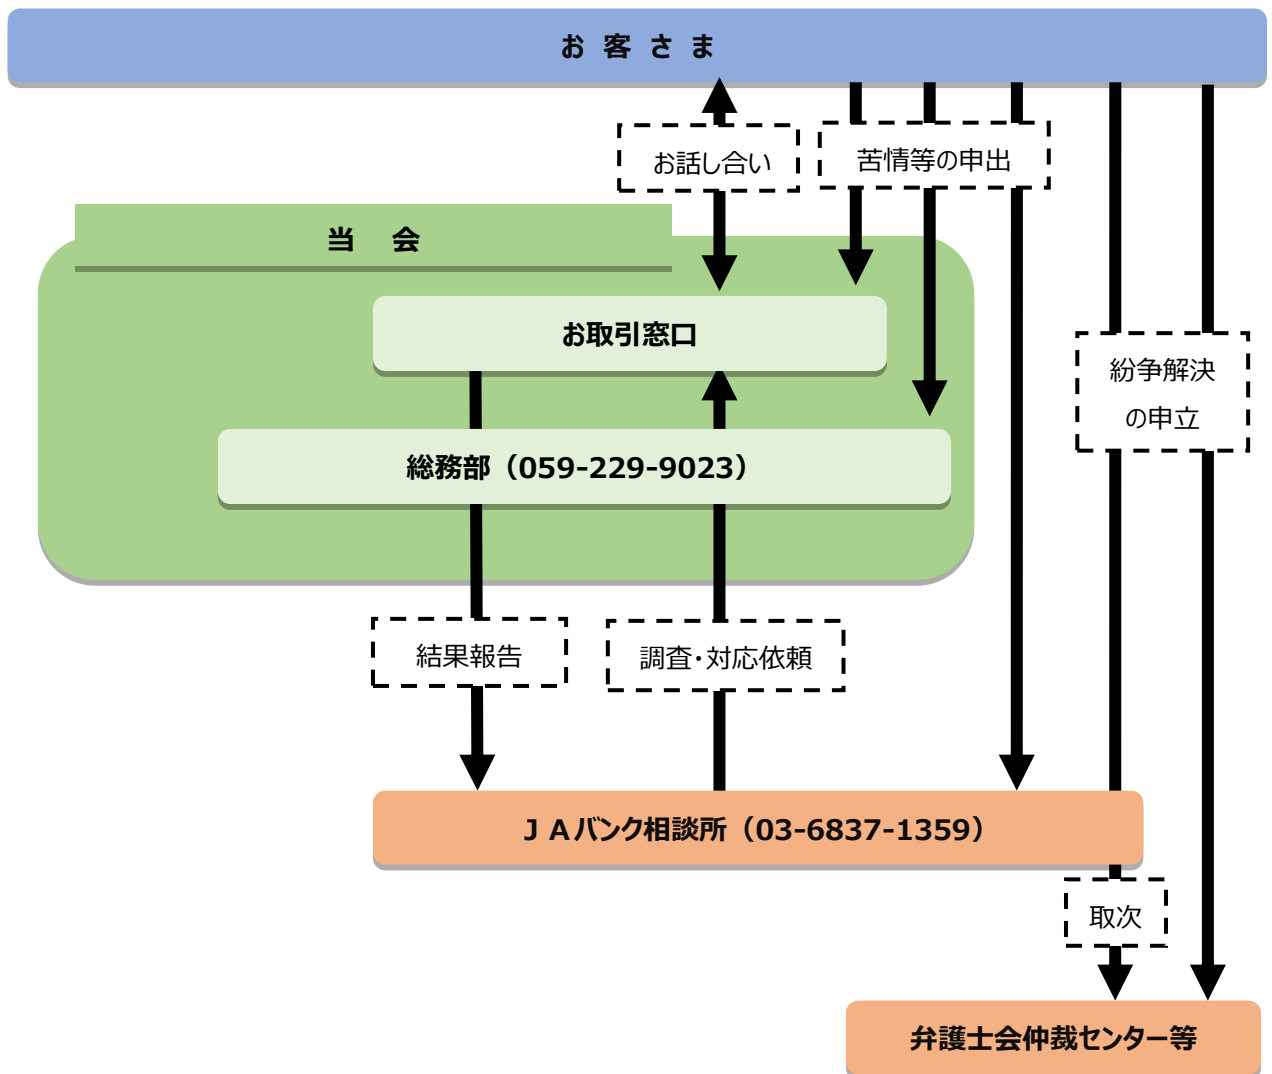 お 客 さ ま
お話し合い
苦情等の申出
当 会
お取引窓口
紛争解決
の申立
総務部（059-229-9023）
結果報告
調査・対応依頼
ＪＡバンク相談所（03-6837-1359）
取次
弁護士会仲裁センター等